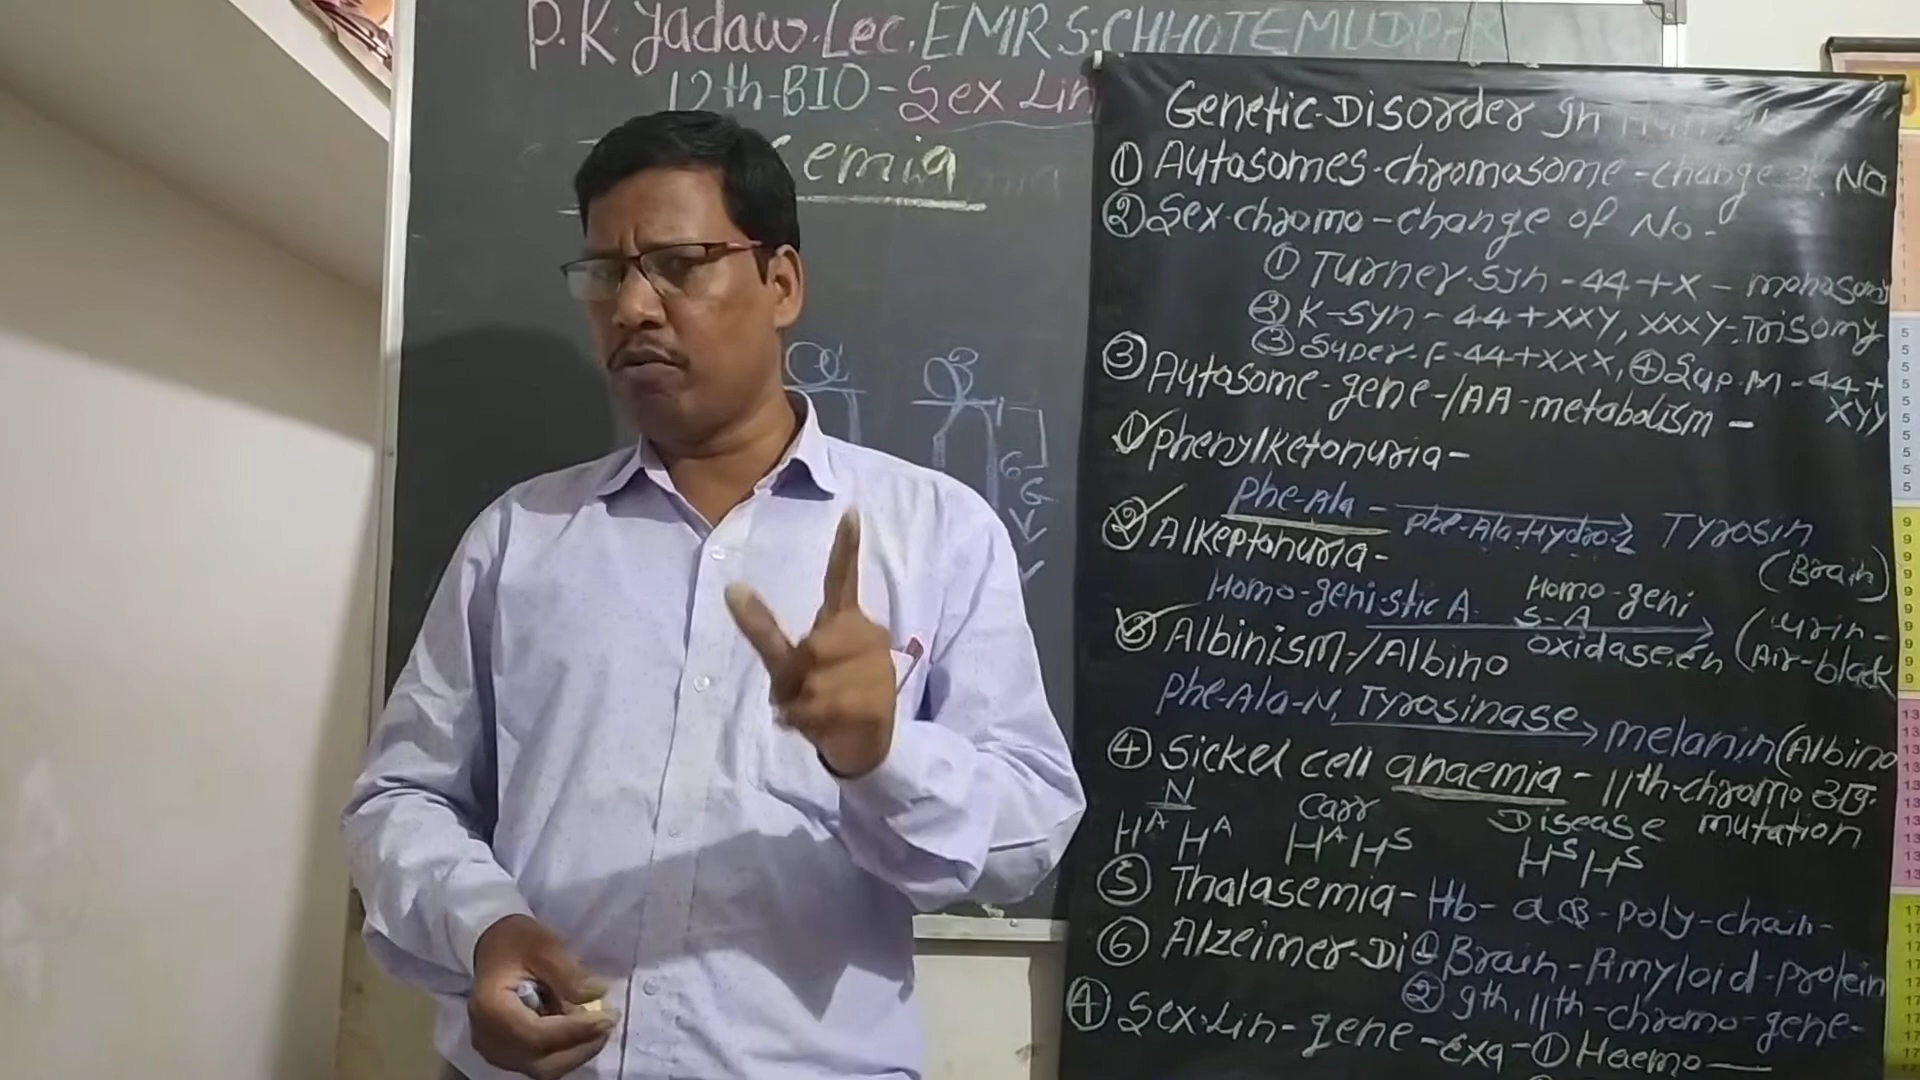 P.K Yadaw. Lec. EMRS. CHHOTEMUDPAR
12th-BIO-Sex Lin
emia
6
G
Genetic-Disorder In
① Autosomes-chromosome-change of No
② Sex-chromo-change of No.
① Turner-Syn-44+X-monosomy
② K-Syn-44+XXY, XXXY-Trisomy
③ Super-F-44+XXX, ④ Sup-M-44+
XYY
③ Autosome-gene-/AA-metabolism-
① Phenylketonuria-
Phe-Ala - Phe-Ala-Hydro-L Tyrosin
(Brain)
② Alkeptonuria-
Homo-geni-stic A. Homo-geni
S-A
oxidase.En (urin-
Air-black
③ Albinism-/Albino
Phe-Ala-N, Tyrosinase melanin (Albino
④ Sickel cell anaemia-11th-chromo
mutation
N Carr Disease
H^A H^A H^A H^S H^S H^S
⑤ Thalasemia-Hb-αβ-poly-chain-
⑥ Alzeimer-Di ① Brain-Amyloid-protein
② 9th, 11th-chromo-gene-
④ Sex-Lin-gene-Exa-① Haemo